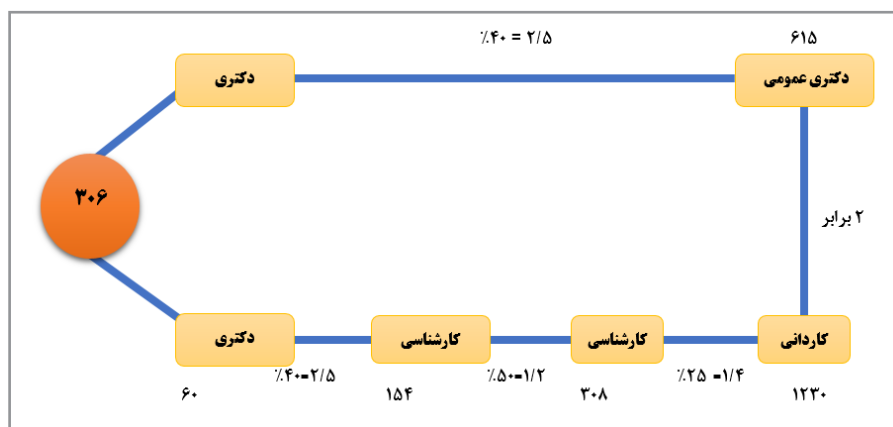 ٪۴۰ = ۲/۵
۶۱۵
دکتری عمومی
دکتری
۳۰۶
۲ برابر
کاردانی
کارشناسی
کارشناسی
دکتری
٪۲۵ =۱/۴
٪۵۰=۱/۲
٪۴۰=۲/۵
۱۲۳۰
۳۰۸
۱۵۴
۶۰